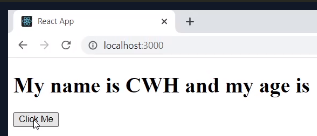 React App
localhost:3000
My name is CWH and my age is
Click Me